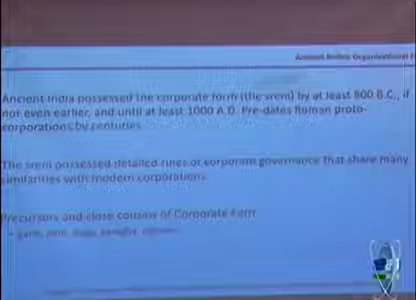 Ancient Indian Organizational F
Ancient India possessed the corporate form (the sreni) by at least 800 B.C., if
not even earlier, and until at least 1000 A.D. Pre-dates Roman proto-
corporations by centuries.
The sreni possessed detailed rules of corporate governance that share many
similarities with modern corporations.
Precursors and close cousins of Corporate Form